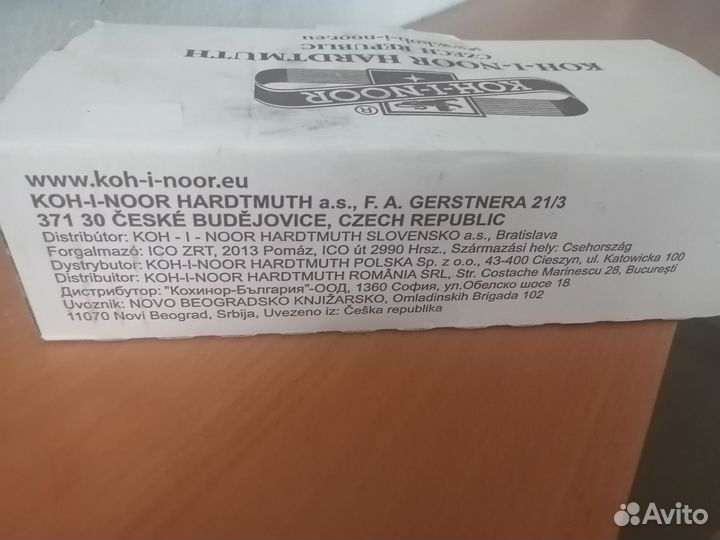 KOH-I-NOOR HARDTMUTH
CZECH REPUBLIC
www.koh-i-noor.eu
KOH-I-NOOR
®
www.koh-i-noor.eu
KOH-I-NOOR HARDTMUTH a.s., F. A. GERSTNERA 21/3
371 30 ČESKÉ BUDĚJOVICE, CZECH REPUBLIC
Distribútor: KOH - I - NOOR HARDTMUTH SLOVENSKO a.s., Bratislava
Forgalmazó: ICO ZRT, 2013 Pomáz, ICO út 2990 Hrsz., Származási hely: Csehország
Dystrybutor: KOH-I-NOOR HARDTMUTH POLSKA Sp. z o.o., 43-400 Cieszyn, ul. Katowicka 100
Distribuitor: KOH-I-NOOR HARDTMUTH ROMÂNIA SRL, Str. Costache Marinescu 28, București
Дистрибутор: "Кохинор-България"-ООД, 1360 София, ул.Обелско шосе 18
Uvoznik: NOVO BEOGRADSKO KNJIŽARSKO, Omladinskih Brigada 102
11070 Novi Beograd, Srbija, Uvezeno iz: Češka republika
Avito